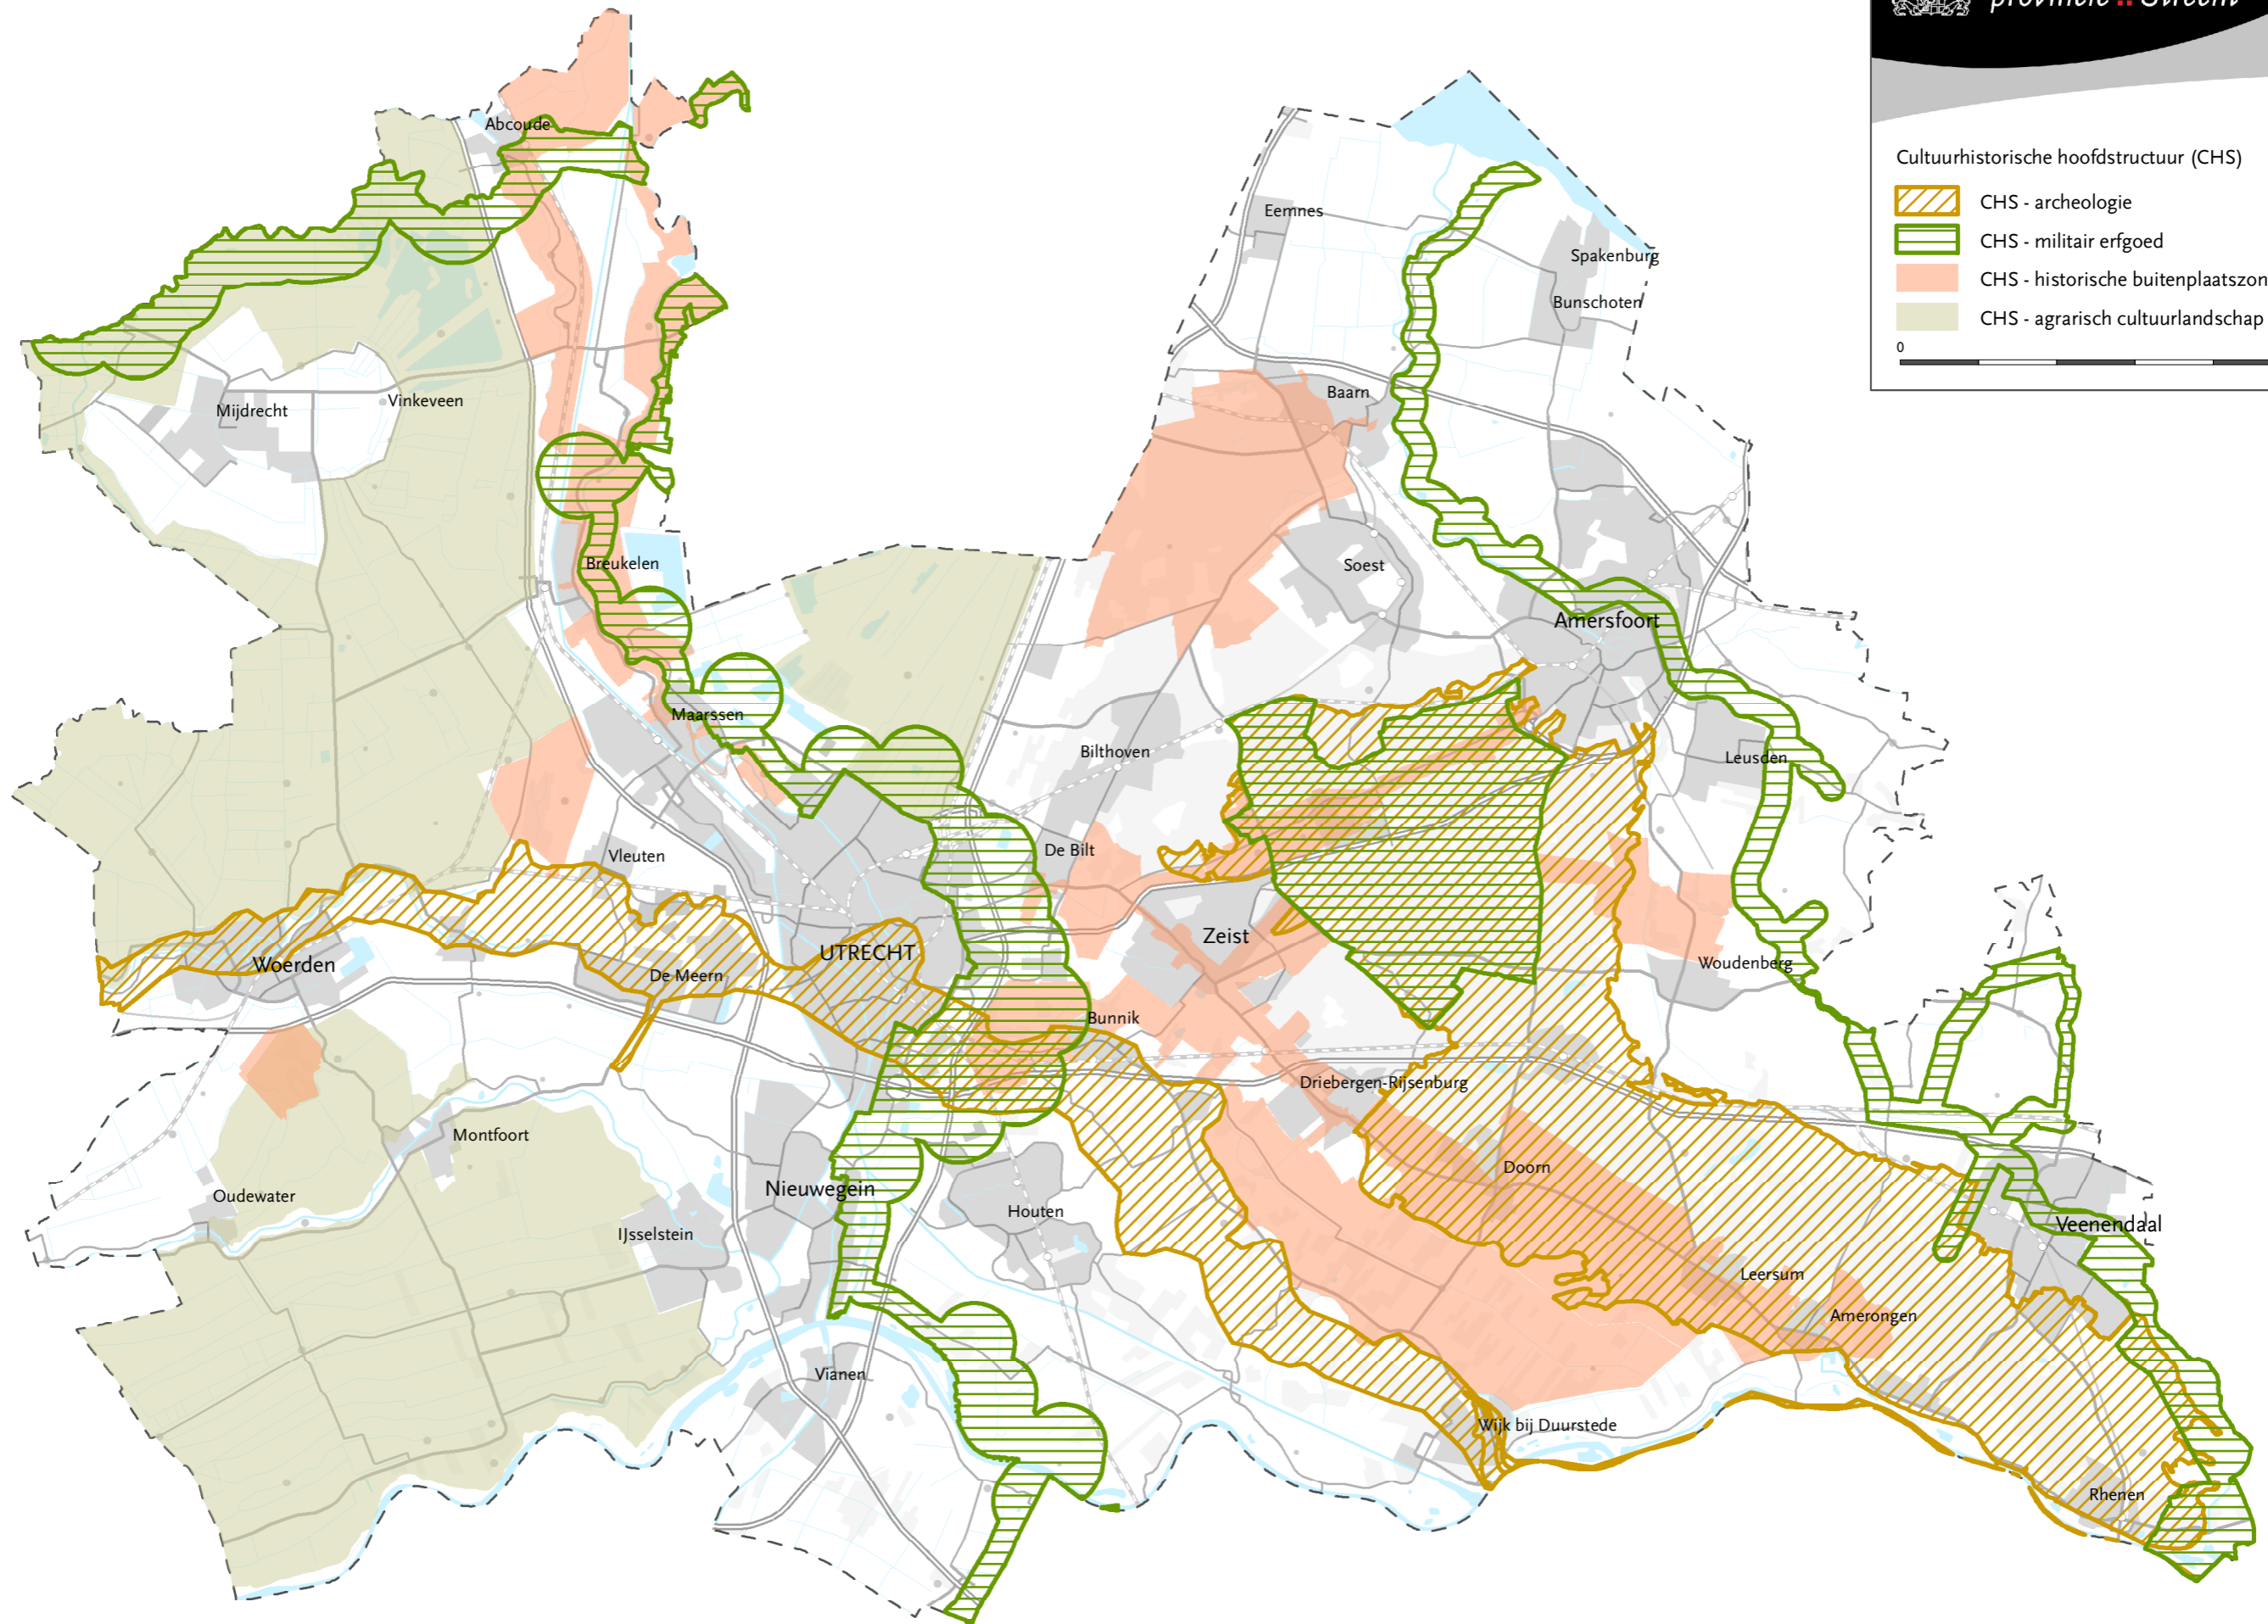 provincie :: Utrecht
Cultuurhistorische hoofdstructuur (CHS)
CHS - archeologie
CHS - militair erfgoed
CHS - historische buitenplaatszon
CHS - agrarisch cultuurlandschap
0
Abcoude
Eemnes
Spakenburg
Bunschoten
Baarn
Mijdrecht
Vinkeveen
Breukelen
Soest
Amersfoort
Maarssen
Bilthoven
Leusden
De Bilt
Vleuten
UTRECHT
Zeist
Woerden
De Meern
Woudenberg
Bunnik
Driebergen-Rijsenburg
Montfoort
Doorn
Nieuwegein
Oudewater
Houten
Veenendaal
IJsselstein
Leersum
Amerongen
Vianen
Wijk bij Duurstede
Rhenen